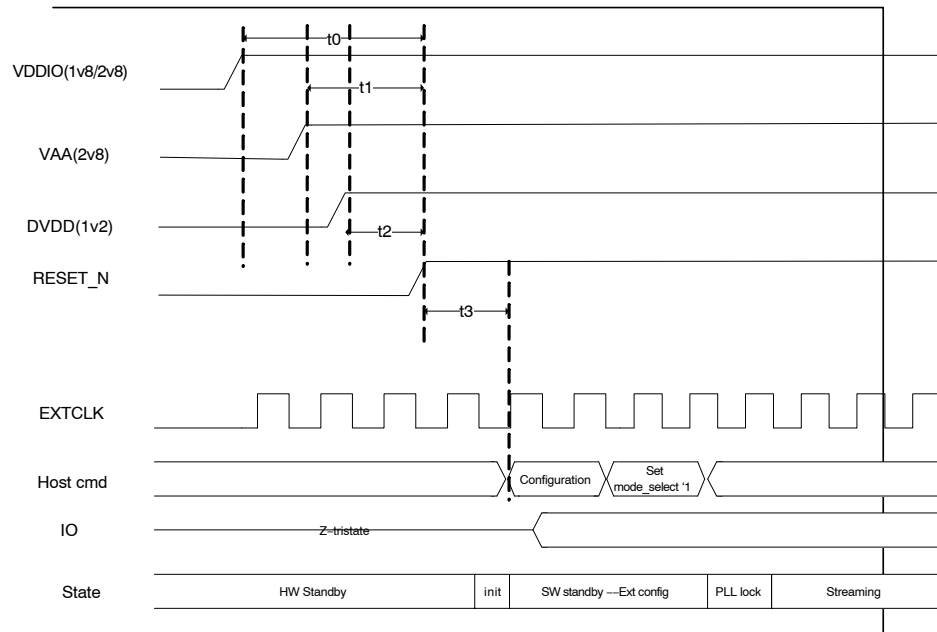 t0
VDDIO(1v8/2v8)
t1
VAA(2v8)
DVDD(1v2)
t2
RESET_N
t3
EXTCLK
Host cmd
Configuration
Set
mode_select ‘1
IO
Z–tristate
State
HW Standby
init
SW standby ––Ext config
PLL lock
Streaming